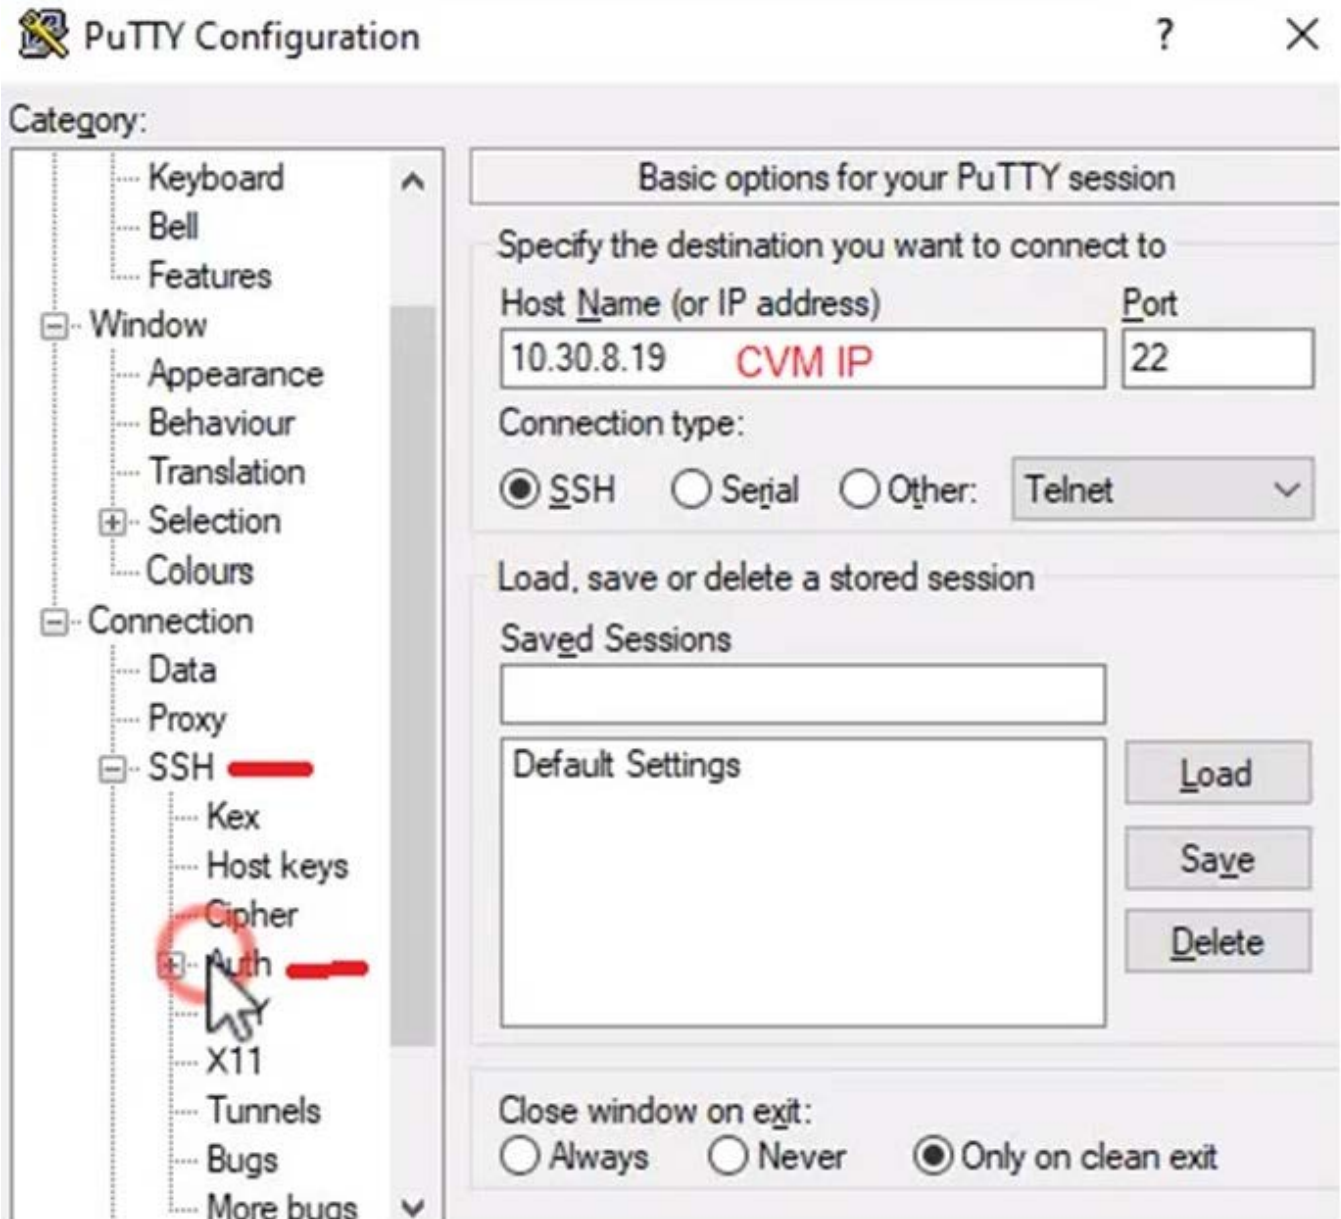 PuTTY Configuration
?
Category:
Keyboard
Bell
Features
Window
Appearance
Behaviour
Translation
Selection
Colours
Connection
Data
Proxy
SSH
Kex
Host keys
Cipher
Auth
X11
Tunnels
Bugs
More bugs
Basic options for your PuTTY session
Specify the destination you want to connect to
Host Name (or IP address) Port
10.30.8.19 CVM IP 22
Connection type:
SSH Serial Other: Telnet
Load, save or delete a stored session
Saved Sessions
Default Settings
Load
Save
Delete
Close window on exit:
Always Never Only on clean exit